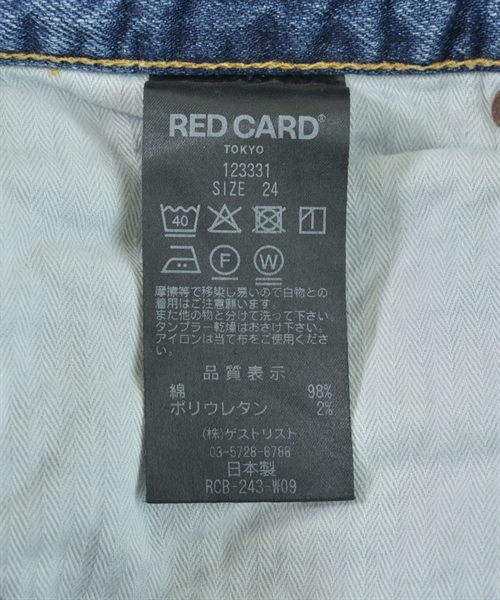 RED CARD®
TOKYO
123331
SIZE 24
40
F W
摩擦等で移染し易いので白物との
着用はご注意願います。
また他の物と分けて洗って下さい。
タンブラー乾燥はおさけ下さい。
アイロンは当て布をご使用下さい。
品質表示
綿 98%
ポリウレタン 2%
(株)ゲストリスト
03-5728-8788
日本製
RCB-243-W09